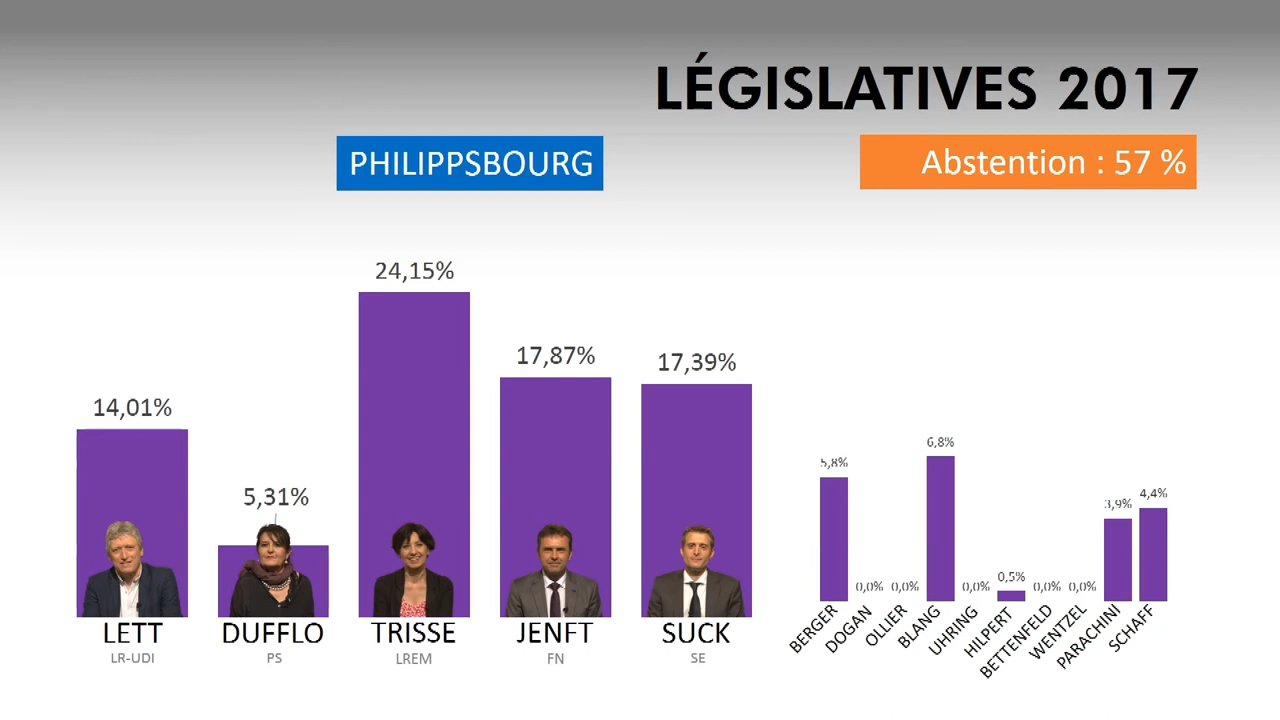 LÉGISLATIVES 2017
PHILIPPSBOURG
Abstention : 57 %
14,01%
5,31%
24,15%
17,87%
17,39%
LETT
DUFFLO
TRISSE
JENFT
SUCK
LR-UDI
PS
LREM
FN
SE
5,8%
0,0%
0,0%
6,8%
0,0%
0,5%
0,0%
0,0%
3,9%
4,4%
BERGER
DOGAN
OLLIER
BLANG
UHRING
HILPERT
BETTENFELD
WENTZEL
PARACHINI
SCHAFF